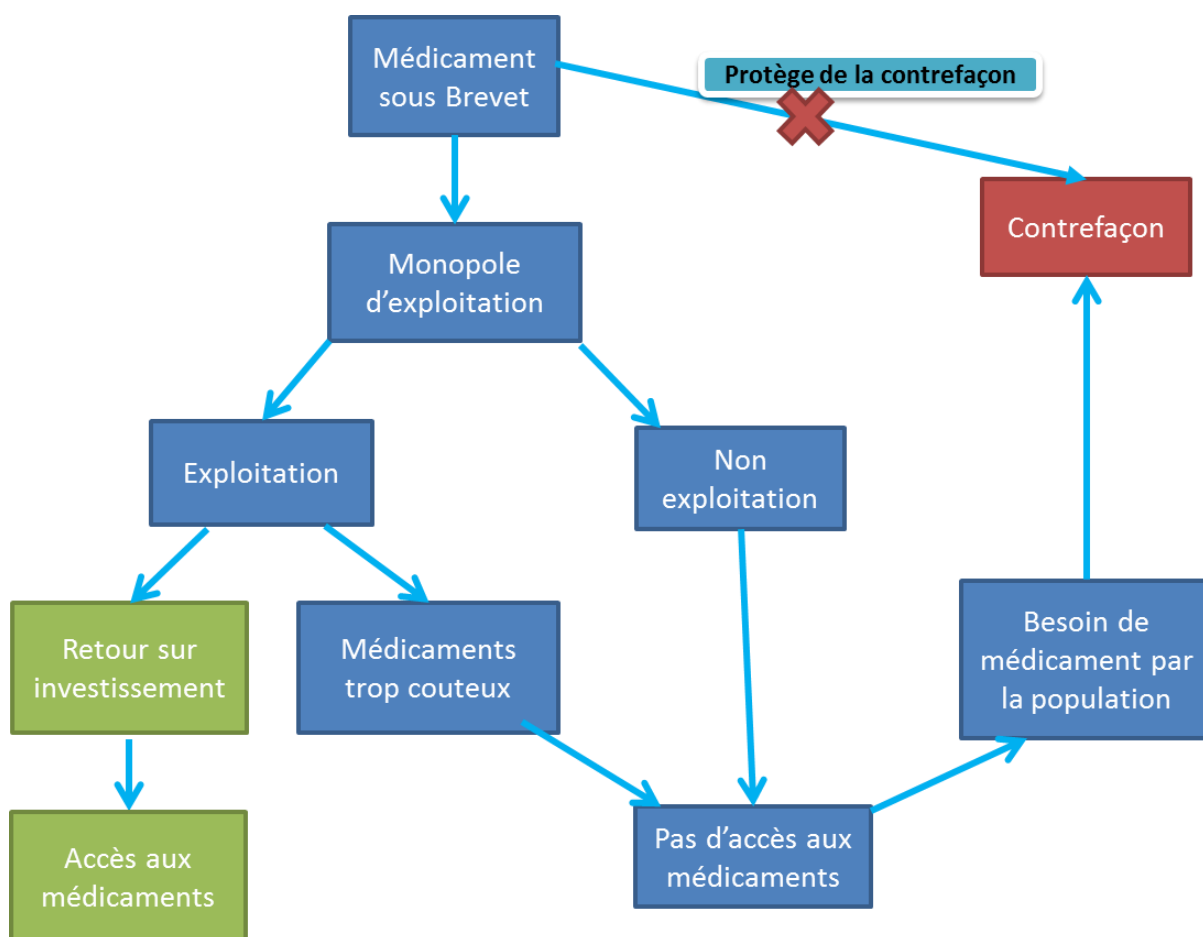 Médicament
sous Brevet
Protège de la contrefaçon
Contrefaçon
Monopole
d’exploitation
Exploitation
Non
exploitation
Retour sur
investissement
Médicaments
trop couteux
Besoin de
médicament par
la population
Accès aux
médicaments
Pas d’accès aux
médicaments